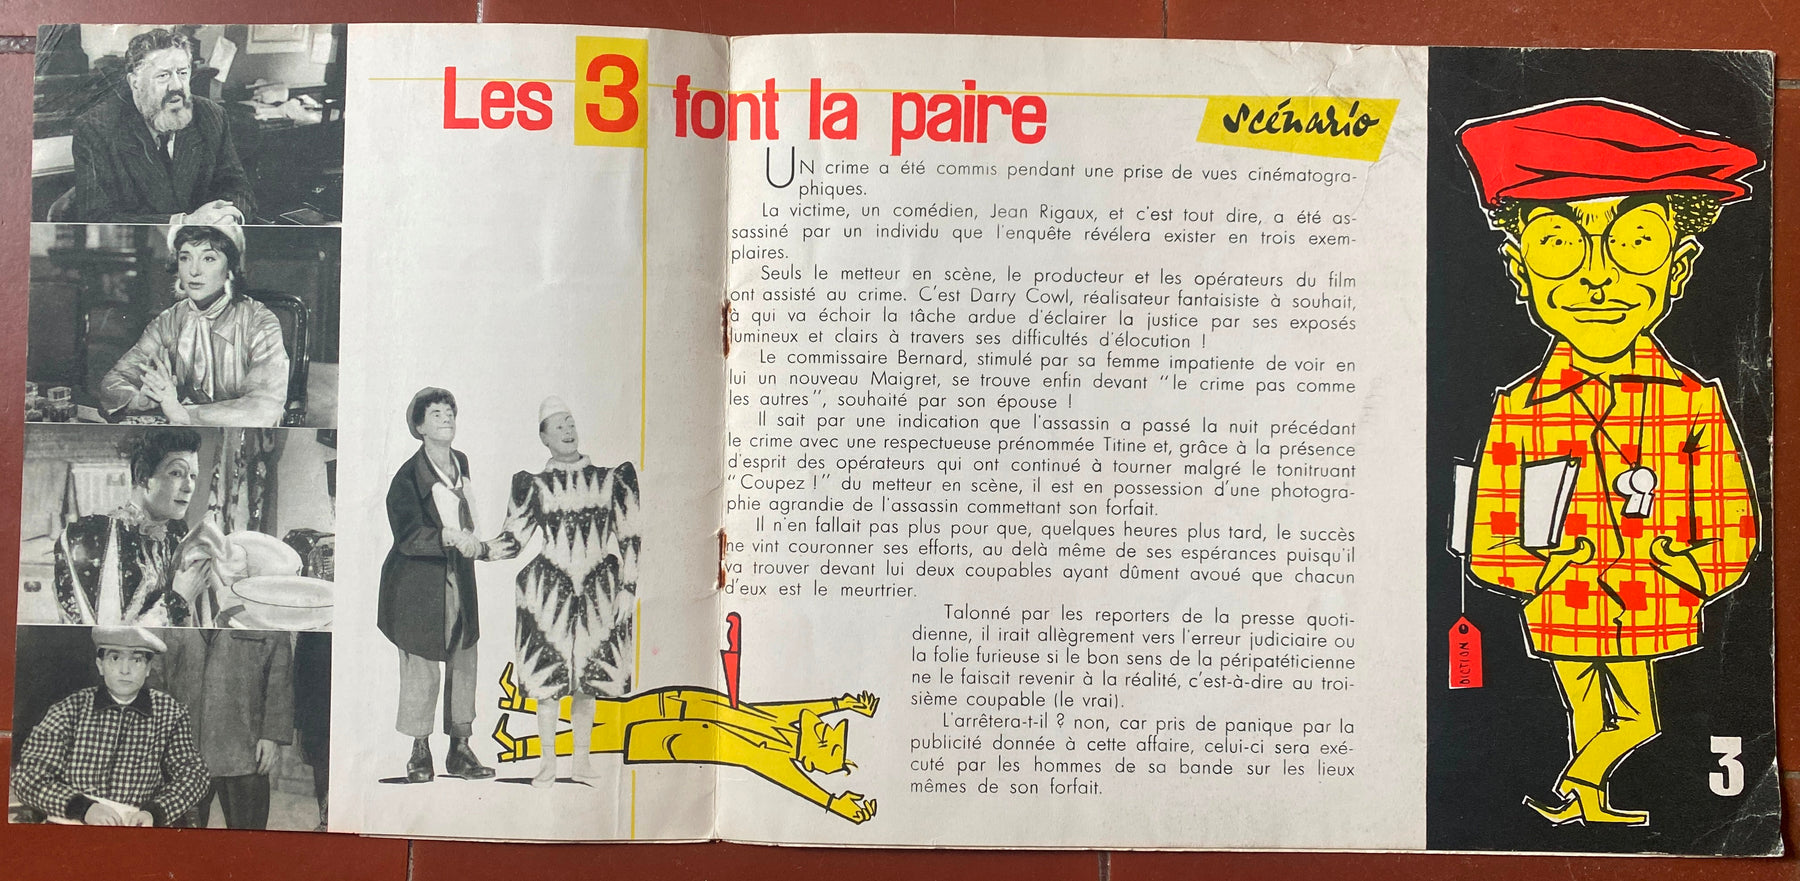 Les 3 font la paire
scénario
UN crime a été commis pendant une prise de vues cinématogra-
phiques.
La victime, un comédien, Jean Rigaux, et c'est tout dire, a été as-
sassiné par un individu que l'enquête révélera exister en trois exem-
plaires.
Seuls le metteur en scène, le producteur et les opérateurs du film
ont assisté au crime. C'est Darry Cowl, réalisateur fantaisiste à souhait,
à qui va échoir la tâche ardue d'éclairer la justice par ses exposés
lumineux et clairs à travers ses difficultés d'élocution !
Le commissaire Bernard, stimulé par sa femme impatiente de voir en
lui un nouveau Maigret, se trouve enfin devant "le crime pas comme
les autres", souhaité par son épouse !
Il sait par une indication que l'assassin a passé la nuit précédant
le crime avec une respectueuse prénommée Titine et, grâce à la présence
d'esprit des opérateurs qui ont continué à tourner malgré le tonitruant
"Coupez !" du metteur en scène, il est en possession d'une photogra-
phie agrandie de l'assassin commettant son forfait.
Il n'en fallait pas plus pour que, quelques heures plus tard, le succès
ne vint couronner ses efforts, au delà même de ses espérances puisqu'il
va trouver devant lui deux coupables ayant dûment avoué que chacun
d'eux est le meurtrier.
Talonné par les reporters de la presse quoti-
dienne, il irait allègrement vers l'erreur judiciaire ou
la folie furieuse si le bon sens de la péripatéticienne
ne le faisait revenir à la réalité, c'est-à-dire au troi-
sième coupable (le vrai).
L'arrêtera-t-il ? non, car pris de panique par la
publicité donnée à cette affaire, celui-ci sera exé-
cuté par les hommes de sa bande sur les lieux
mêmes de son forfait.
DICTION
3